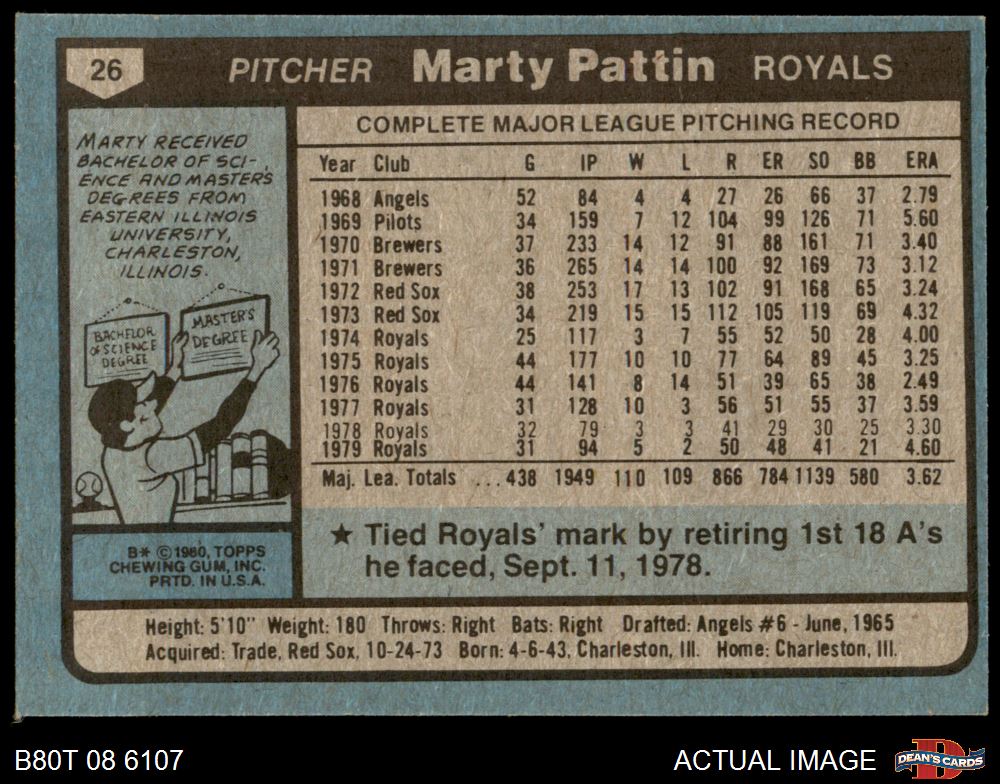 26 PITCHER Marty Pattin ROYALS
MARTY RECEIVED
BACHELOR OF SCI-
ENCE AND MASTER'S
DEGREES FROM
EASTERN ILLINOIS
UNIVERSITY,
CHARLESTON,
ILLINOIS.
BACHELOR
OF SCIENCE
DEGREE
MASTER'S
DEGREE
B* © 1980, TOPPS
CHEWING GUM, INC.
PRTD. IN U.S.A.
COMPLETE MAJOR LEAGUE PITCHING RECORD
Year Club G IP W L R ER SO BB ERA
1968 Angels 52 84 4 4 27 26 66 37 2.79
1969 Pilots 34 159 7 12 104 99 126 71 5.60
1970 Brewers 37 233 14 12 91 88 161 71 3.40
1971 Brewers 36 265 14 14 100 92 169 73 3.12
1972 Red Sox 38 253 17 13 102 91 168 65 3.24
1973 Red Sox 34 219 15 15 112 105 119 69 4.32
1974 Royals 25 117 3 7 55 52 50 28 4.00
1975 Royals 44 177 10 10 77 64 89 45 3.25
1976 Royals 44 141 8 14 51 39 65 38 2.49
1977 Royals 31 128 10 3 56 51 55 37 3.59
1978 Royals 32 79 3 3 41 29 30 25 3.30
1979 Royals 31 94 5 2 50 48 41 21 4.60
Maj. Lea. Totals ... 438 1949 110 109 866 784 1139 580 3.62
★ Tied Royals' mark by retiring 1st 18 A's
he faced, Sept. 11, 1978.
Height: 5'10" Weight: 180 Throws: Right Bats: Right Drafted: Angels #6 - June, 1965
Acquired: Trade, Red Sox, 10-24-73 Born: 4-6-43, Charleston, Ill. Home: Charleston, Ill.
B80T 08 6107 ACTUAL IMAGE DEAN'S CARDS